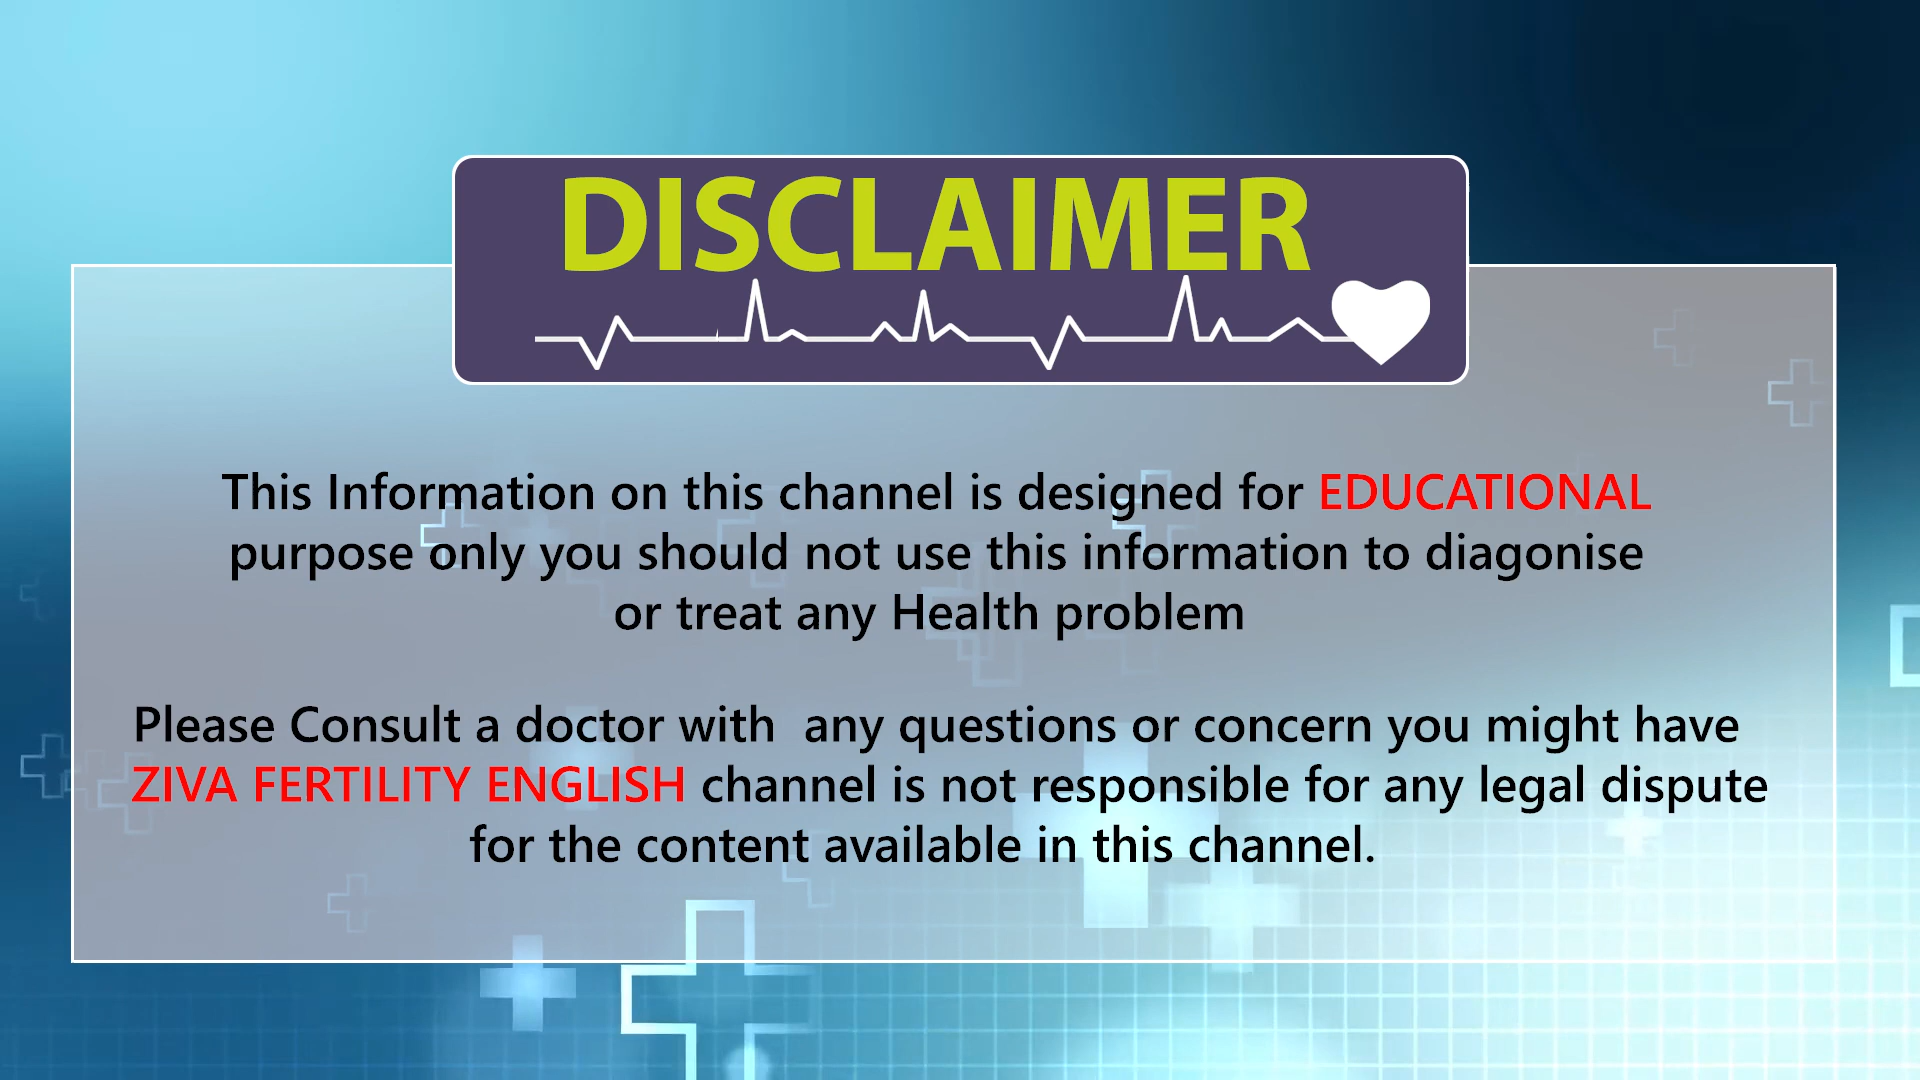 DISCLAIMER
This Information on this channel is designed for EDUCATIONAL
purpose only you should not use this information to diagonise
or treat any Health problem
Please Consult a doctor with  any questions or concern you might have
ZIVA FERTILITY ENGLISH channel is not responsible for any legal dispute
for the content available in this channel.